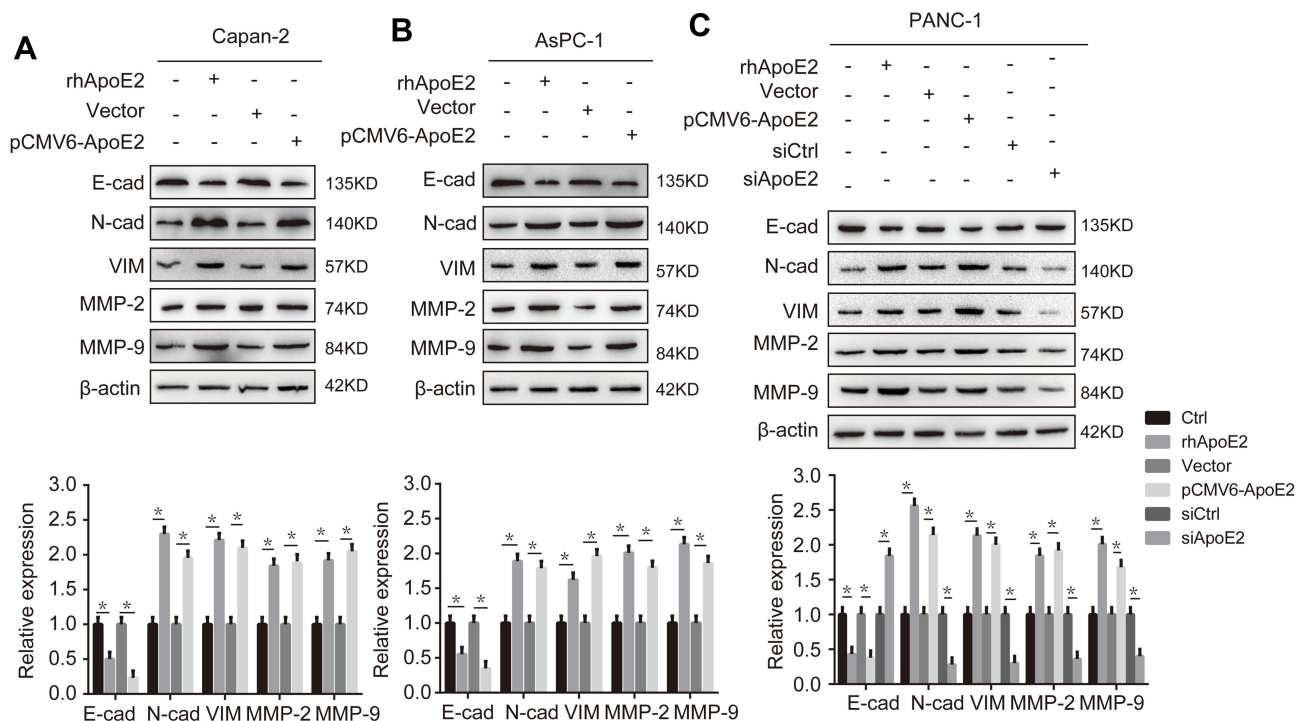 A
Capan-2
rhApoE2 - + - -
Vector - - + -
pCMV6-ApoE2 - - - +
E-cad 135KD
N-cad 140KD
VIM 57KD
MMP-2 74KD
MMP-9 84KD
β-actin 42KD
B
AsPC-1
rhApoE2 - + - -
Vector - - + -
pCMV6-ApoE2 - - - +
E-cad 135KD
N-cad 140KD
VIM 57KD
MMP-2 74KD
MMP-9 84KD
β-actin 42KD
C
PANC-1
rhApoE2 - + - - - -
Vector - - + - - -
pCMV6-ApoE2 - - - + - -
siCtrl - - - - + -
siApoE2 - - - - - +
E-cad 135KD
N-cad 140KD
VIM 57KD
MMP-2 74KD
MMP-9 84KD
β-actin 42KD
Ctrl
rhApoE2
Vector
pCMV6-ApoE2
siCtrl
siApoE2
Relative expression
3.0
2.5
2.0
1.5
1.0
0.5
0.0
* * * * * * * * * *
E-cad N-cad VIM MMP-2 MMP-9
Relative expression
3.0
2.5
2.0
1.5
1.0
0.5
0.0
* * * * * * * * * *
E-cad N-cad VIM MMP-2 MMP-9
Relative expression
3.0
2.5
2.0
1.5
1.0
0.5
0.0
* * * * * * * * * * * * * * *
E-cad N-cad VIM MMP-2 MMP-9